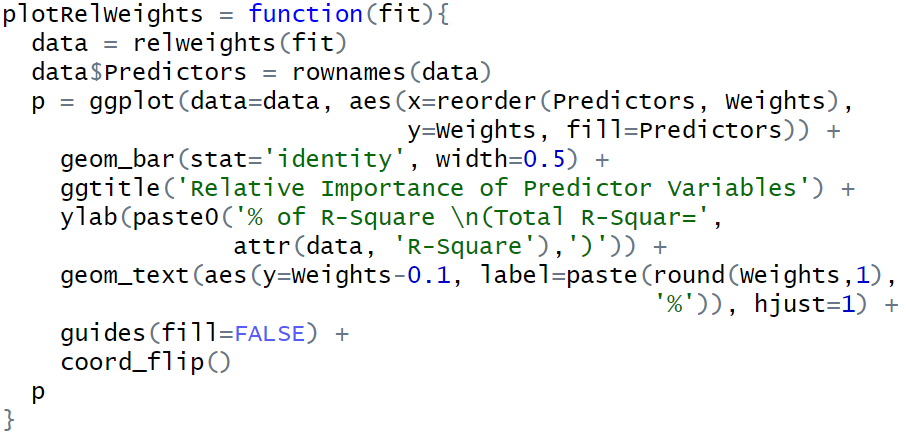 plotRelWeights = function(fit){
  data = relweights(fit)
  data$Predictors = rownames(data)
  p = ggplot(data=data, aes(x=reorder(Predictors, Weights),
                            y=Weights, fill=Predictors)) +
    geom_bar(stat='identity', width=0.5) +
    ggtitle('Relative Importance of Predictor Variables') +
    ylab(paste0('% of R-Square \n(Total R-Squar=',
                attr(data, 'R-Square'),')')) +
    geom_text(aes(y=Weights-0.1, label=paste(round(Weights,1),
                                             '%')), hjust=1) +
    guides(fill=FALSE) +
    coord_flip()
  p
}